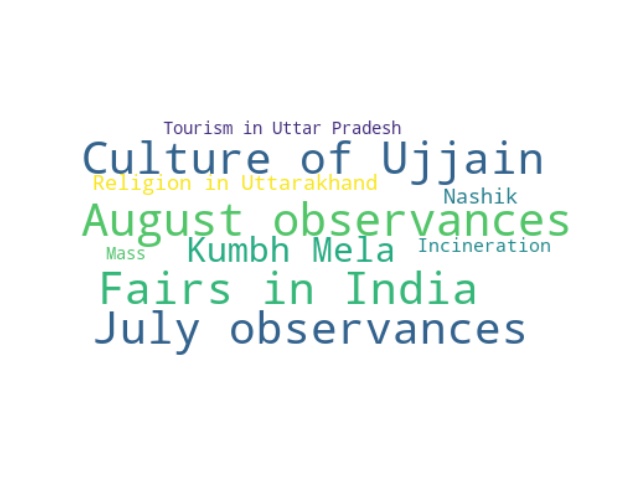 Tourism in Uttar Pradesh
Culture of Ujjain
Religion in Uttarakhand
Nashik
August observances
Mass Kumbh Mela Incineration
Fairs in India
July observances